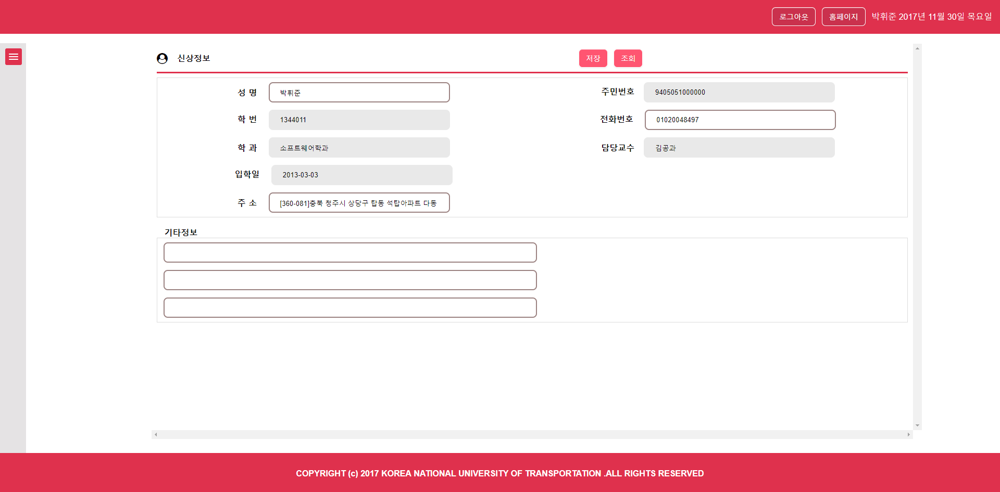 로그아웃 홈페이지 박휘준 2017년 11월 30일 목요일
신상정보 저장 조회
성 명 박휘준 주민번호 9405051000000
학 번 1344011 전화번호 01020048497
학 과 소프트웨어학과 담당교수 김공과
입학일 2013-03-03
주 소 [360-081]충북 청주시 상당구 탑동 석탑아파트 다동
기타정보
COPYRIGHT (c) 2017 KOREA NATIONAL UNIVERSITY OF TRANSPORTATION .ALL RIGHTS RESERVED